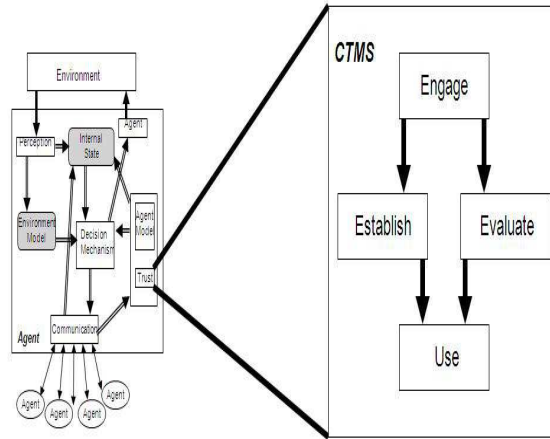 Environment
Agent
Perception
Internal
State
Environment
Model
Decision
Mechanism
Agent
Model
Trust
Communication
Agent
Agent
Agent
Agent
Agent
CTMS
Engage
Establish
Evaluate
Use